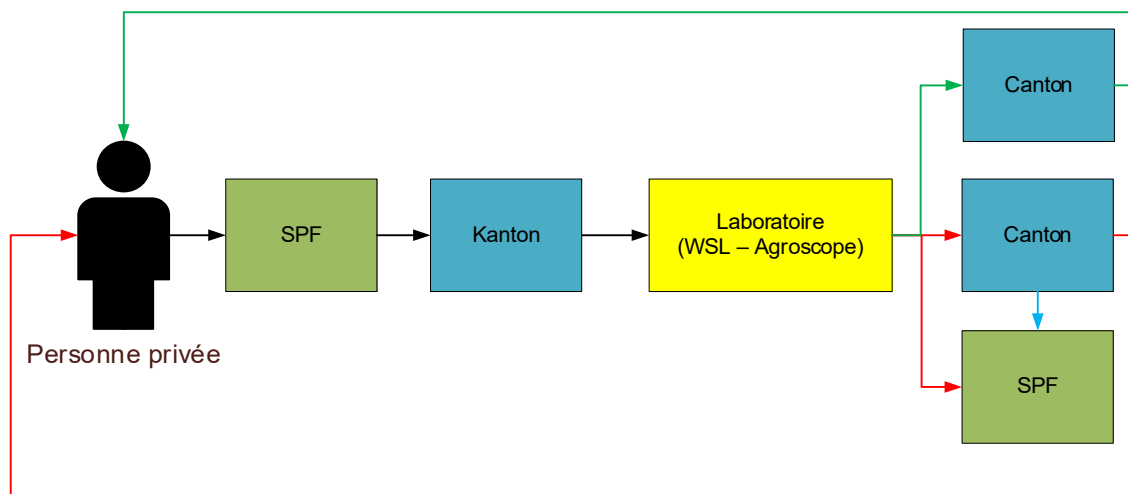 Canton
SPF
Kanton
Laboratoire
(WSL – Agroscope)
Canton
Personne privée
SPF